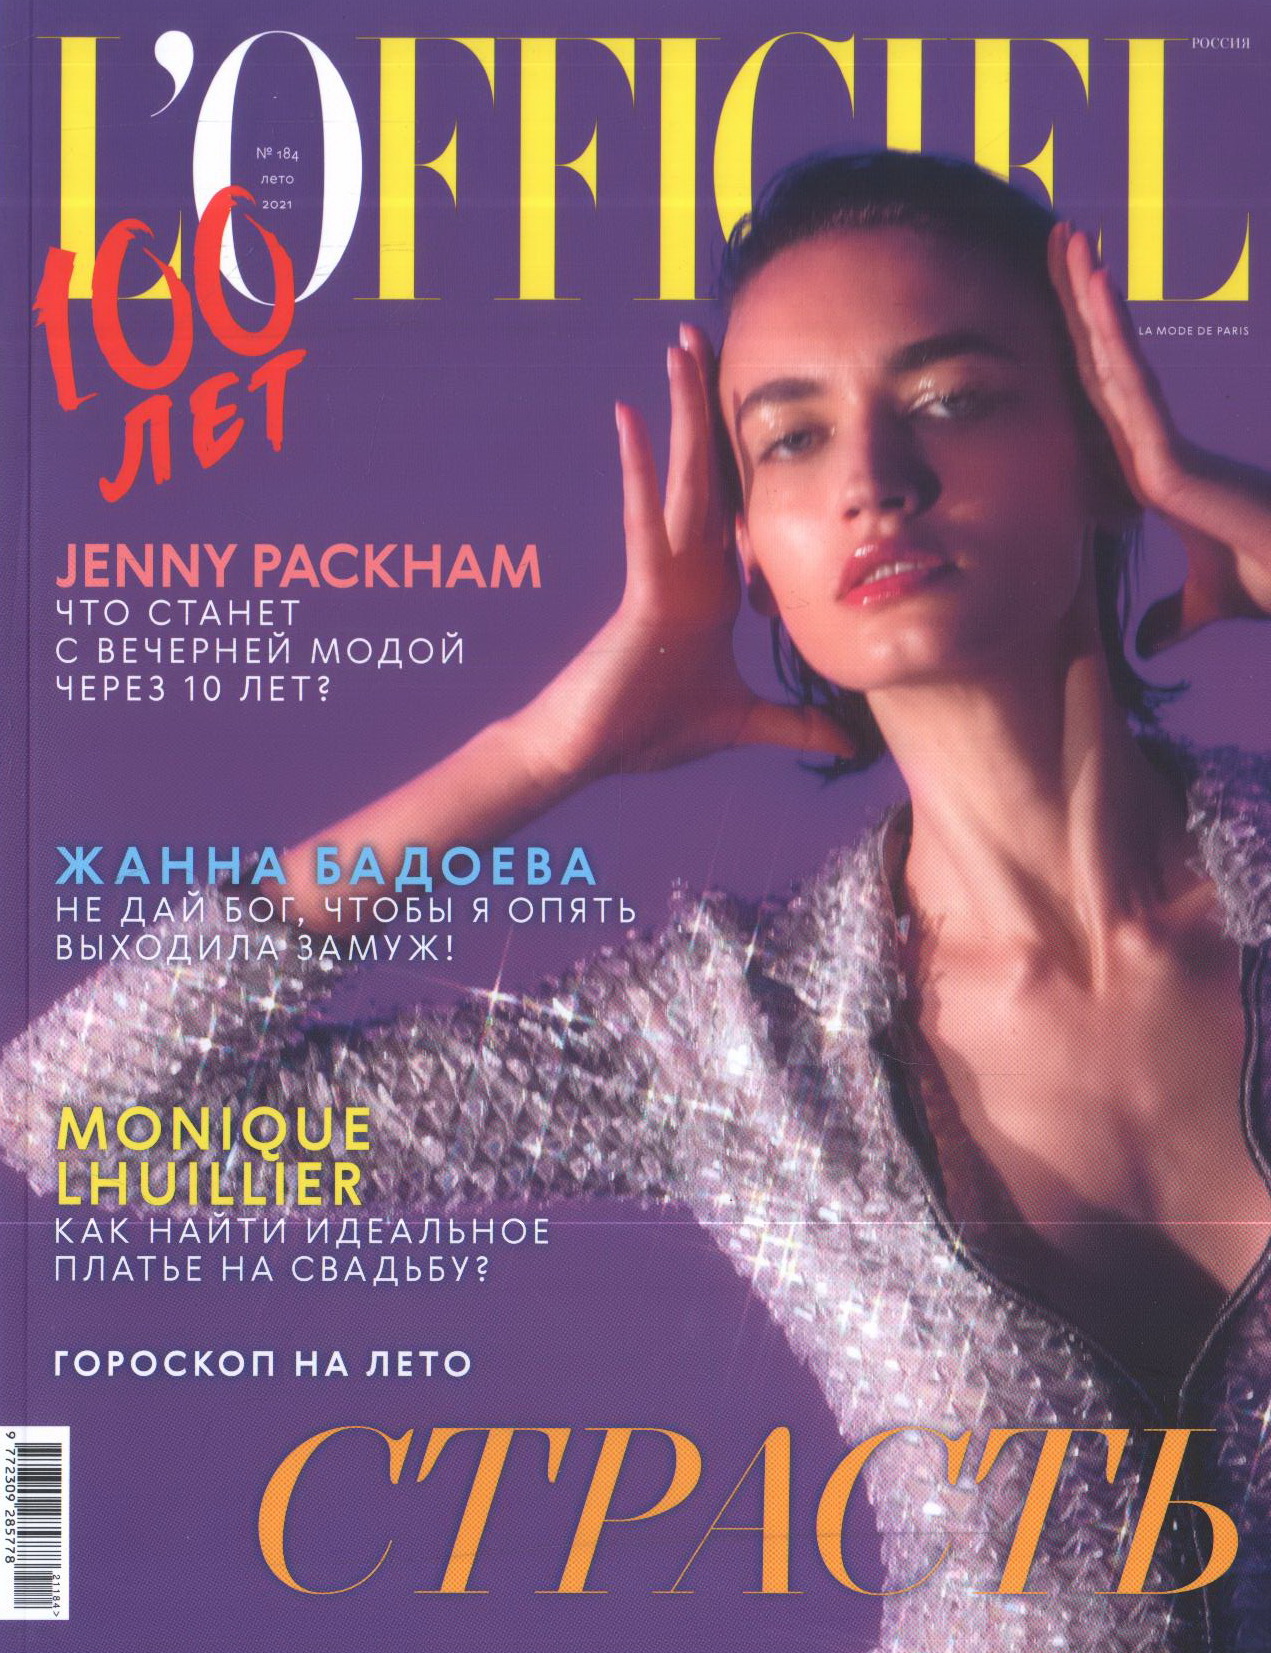 L'OFFICIEL
РОССИЯ
№ 184
лето
2021
100
ЛЕТ
LA MODE DE PARIS
JENNY PACKHAM
ЧТО СТАНЕТ
С ВЕЧЕРНЕЙ МОДОЙ
ЧЕРЕЗ 10 ЛЕТ?
ЖАННА БАДОЕВА
НЕ ДАЙ БОГ, ЧТОБЫ Я ОПЯТЬ
ВЫХОДИЛА ЗАМУЖ!
MONIQUE
LHUILLIER
КАК НАЙТИ ИДЕАЛЬНОЕ
ПЛАТЬЕ НА СВАДЬБУ?
ГОРОСКОП НА ЛЕТО
СТРАСТЬ
9 772309 285778
21184>